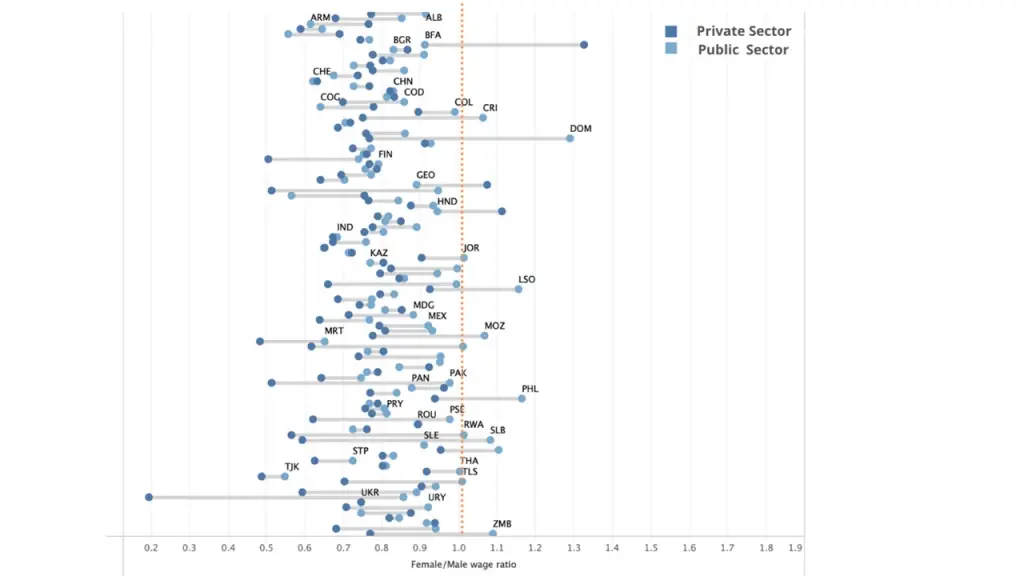 ARM
ALB
Private Sector
BFA
BGR
Public Sector
CHE
CHN
COD
COG
COL
CRI
DOM
FIN
GEO
HND
IND
JOR
KAZ
LSO
MDG
MEX
MOZ
MRT
PAK
PAN
PHL
PRY
PSE
ROU
RWA
SLB
SLE
STP
THA
TJK
TLS
UKR
URY
ZMB
0.2 0.3 0.4 0.5 0.6 0.7 0.8 0.9 1.0 1.1 1.2 1.3 1.4 1.5 1.6 1.7 1.8 1.9
Female/Male wage ratio